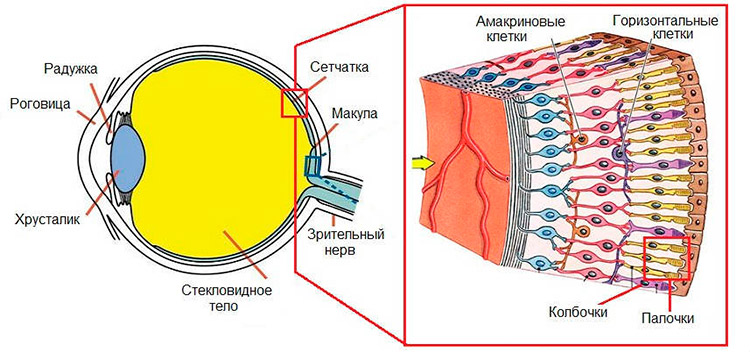 Радужка
Роговица
Хрусталик
Стекловидное
тело
Сетчатка
Макула
Зрительный
нерв
Амакриновые
клетки
Горизонтальные
клетки
Колбочки
Палочки